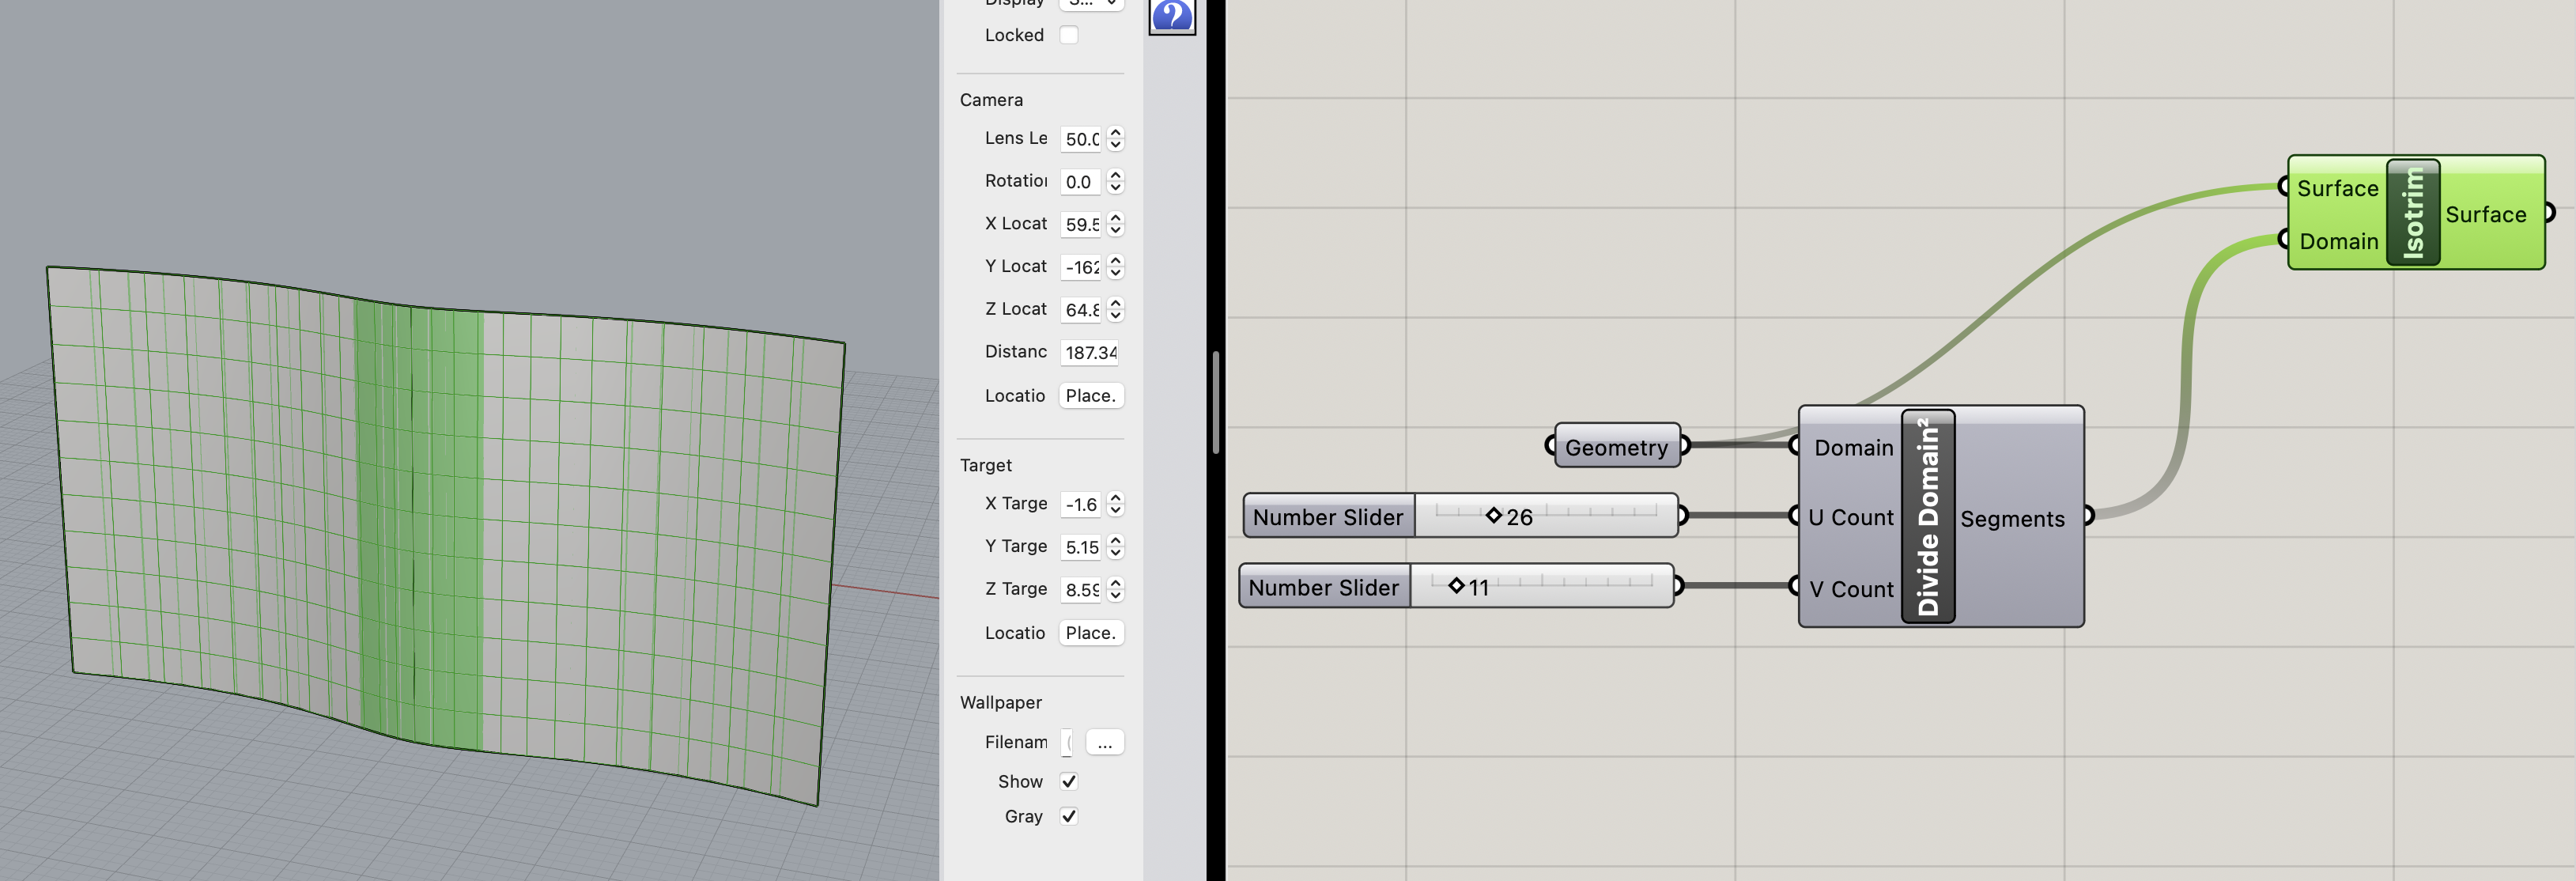 Locked
Camera
Lens Le 50.0
Rotation 0.0
X Locat 59.5
Y Locat -162
Z Locat 64.8
Distanc 187.34
Locatio Place.
Target
X Targe -1.6
Y Targe 5.15
Z Targe 8.59
Locatio Place.
Wallpaper
Filenam ...
Show
Gray
?
Surface
Domain
Isotrim
Surface
Geometry
Number Slider 26
Number Slider 11
Domain
U Count
V Count
Divide Domain²
Segments